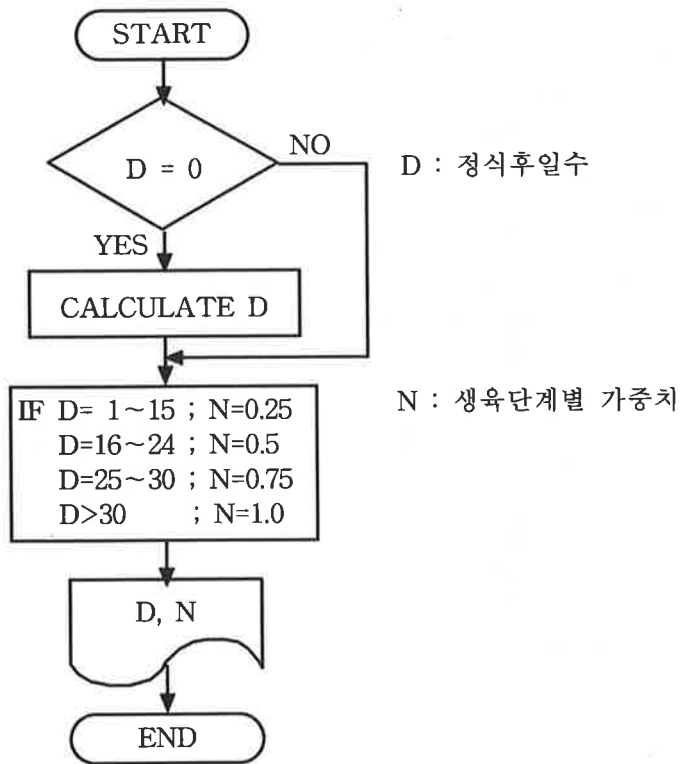 START
D = 0
NO
D : 정식후일수
YES
CALCULATE D
IF D= 1~15 ; N=0.25
D=16~24 ; N=0.5
D=25~30 ; N=0.75
D>30 ; N=1.0
N : 생육단계별 가중치
D, N
END